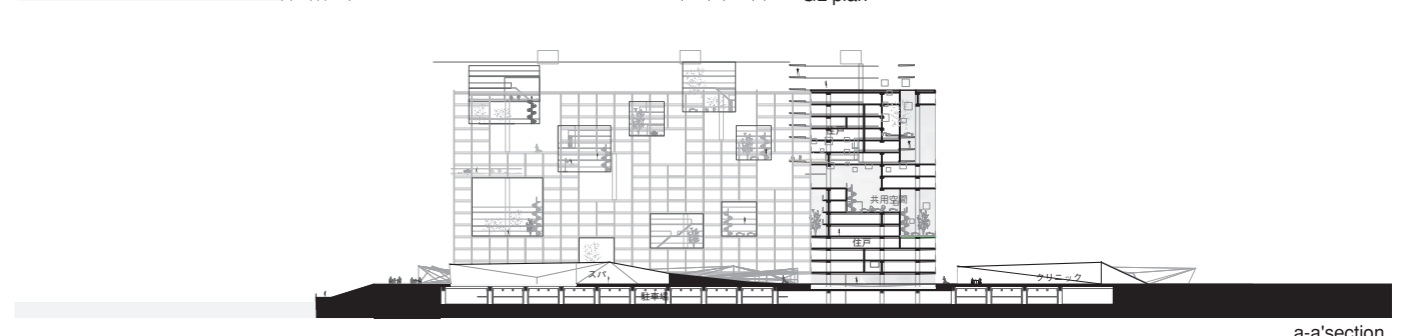 住戸
共用空間
住戸
スパ
クリニック
駐車場
a-a'section